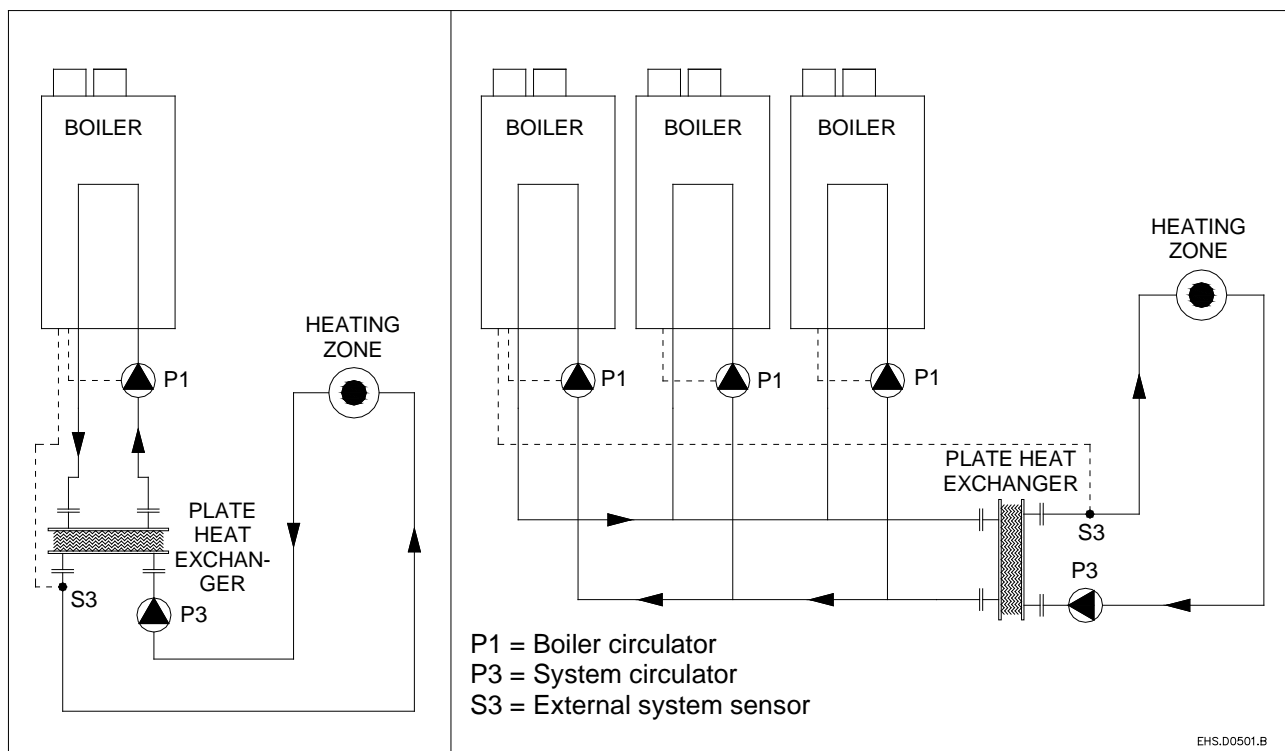 BOILER
HEATING
ZONE
P1
PLATE
HEAT
EXCHAN-
GER
S3
P3
BOILER
BOILER
BOILER
HEATING
ZONE
P1
P1
P1
PLATE HEAT
EXCHANGER
S3
P3
P1 = Boiler circulator
P3 = System circulator
S3 = External system sensor
EHS.D0501.B